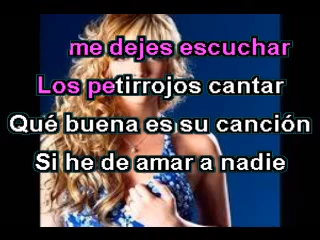 me dejes escuchar
Los petirrojos cantar
Qué buena es su canción
Si he de amar a nadie